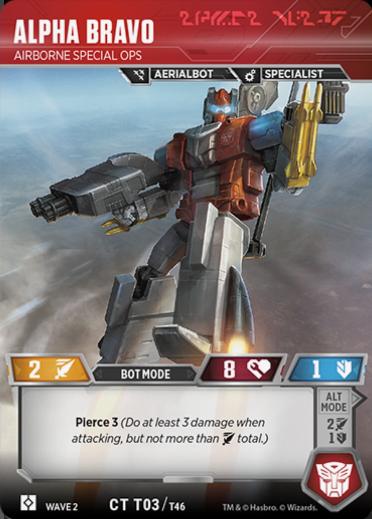 ALPHA BRAVO
AIRBORNE SPECIAL OPS
AERIALBOT
SPECIALIST
2
BOT MODE
8
1
Pierce 3 (Do at least 3 damage when
attacking, but not more than total.)
ALT
MODE
2
1
WAVE 2
CT T03/T46
TM & © Hasbro. © Wizards.